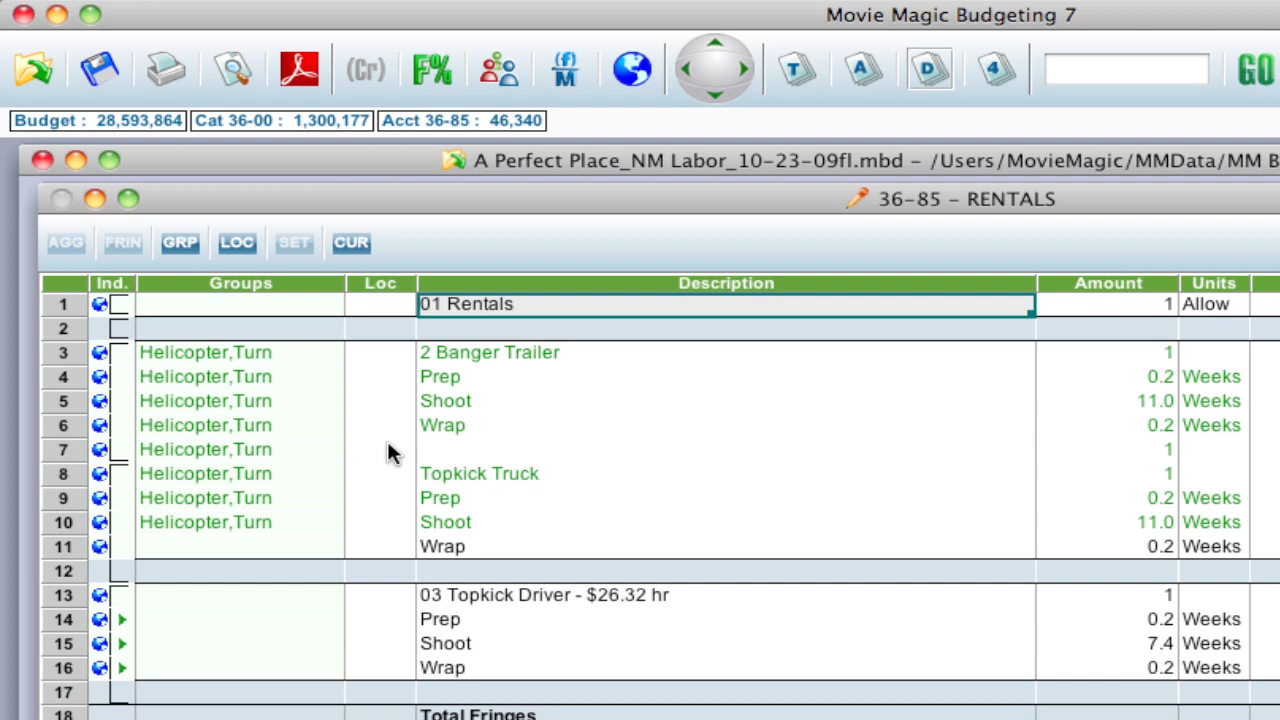 Movie Magic Budgeting 7
(Cr) F% (f) M T A D 4 GO
Budget : 28,593,864 Cat 36-00 : 1,300,177 Acct 36-85 : 46,340
A Perfect Place_NM Labor_10-23-09fl.mbd - /Users/MovieMagic/MMData/MM B
36-85 - RENTALS
AGG FRIN GRP LOC SET CUR
Ind. Groups Loc Description Amount Units
1 01 Rentals 1 Allow
2
3 Helicopter,Turn 2 Banger Trailer 1
4 Helicopter,Turn Prep 0.2 Weeks
5 Helicopter,Turn Shoot 11.0 Weeks
6 Helicopter,Turn Wrap 0.2 Weeks
7 Helicopter,Turn 1
8 Helicopter,Turn Topkick Truck 1
9 Helicopter,Turn Prep 0.2 Weeks
10 Helicopter,Turn Shoot 11.0 Weeks
11 Wrap 0.2 Weeks
12
13 03 Topkick Driver - $26.32 hr 1
14 Prep 0.2 Weeks
15 Shoot 7.4 Weeks
16 Wrap 0.2 Weeks
17
18 Total Fringes